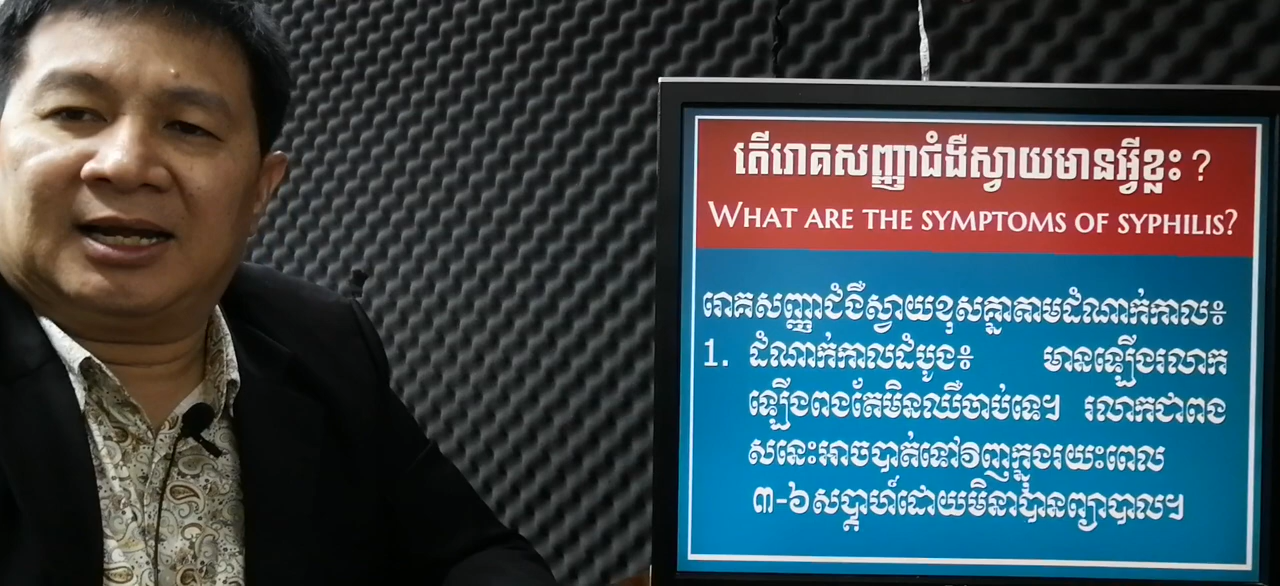 តើរោគសញ្ញាជំងឺស្វាយមានអ្វីខ្លះ ?
WHAT ARE THE SYMPTOMS OF SYPHILIS?
រោគសញ្ញាជំងឺស្វាយខុសគ្នាតាមដំណាក់កាល៖
1. ដំណាក់កាលដំបូង៖ មានឡើងរលាក
ឡើងពងតែមិនឈឺចាប់ទេ។ រលាកជាពង
សនេះអាចបាត់ទៅវិញក្នុងរយះពេល
៣-៦សប្តាហ៍ដោយមិនាបានព្យាបាល។